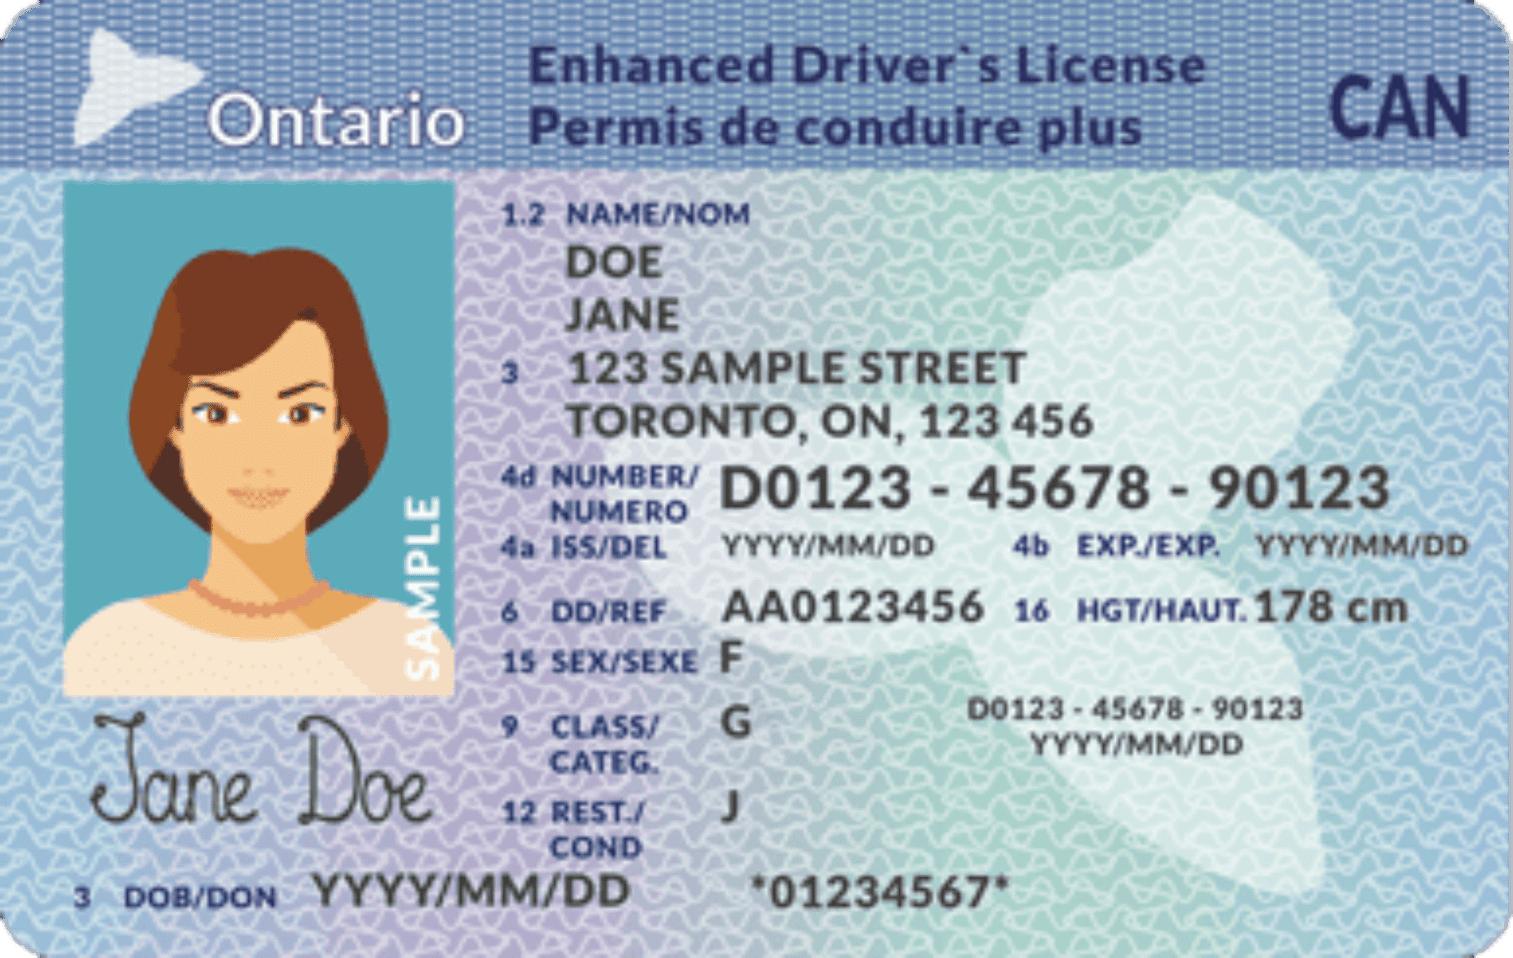 Ontario
Enhanced Driver`s License
Permis de conduire plus
CAN
1.2 NAME/NOM
DOE
JANE
3 123 SAMPLE STREET
TORONTO, ON, 123 456
4d NUMBER/ NUMERO D0123 - 45678 - 90123
4a ISS/DEL YYYY/MM/DD 4b EXP./EXP. YYYY/MM/DD
6 DD/REF AA0123456 16 HGT/HAUT. 178 cm
15 SEX/SEXE F
9 CLASS/ CATEG. G
D0123 - 45678 - 90123
YYYY/MM/DD
12 REST./ COND J
SAMPLE
Jane Doe
3 DOB/DON YYYY/MM/DD *01234567*